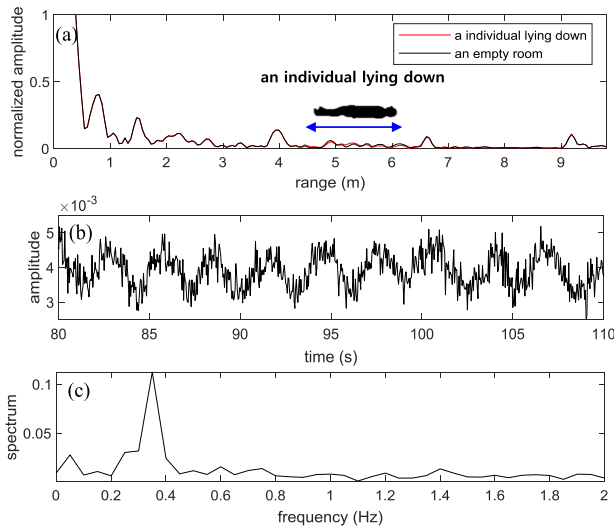 (a)
a individual lying down
an empty room
an individual lying down
normalized amplitude
1
0.5
0
0 1 2 3 4 5 6 7 8 9
range (m)
×10-3
(b)
amplitude
5
4
3
80 85 90 95 100 105 110
time (s)
(c)
spectrum
0.1
0.05
0 0.2 0.4 0.6 0.8 1 1.2 1.4 1.6 1.8 2
frequency (Hz)